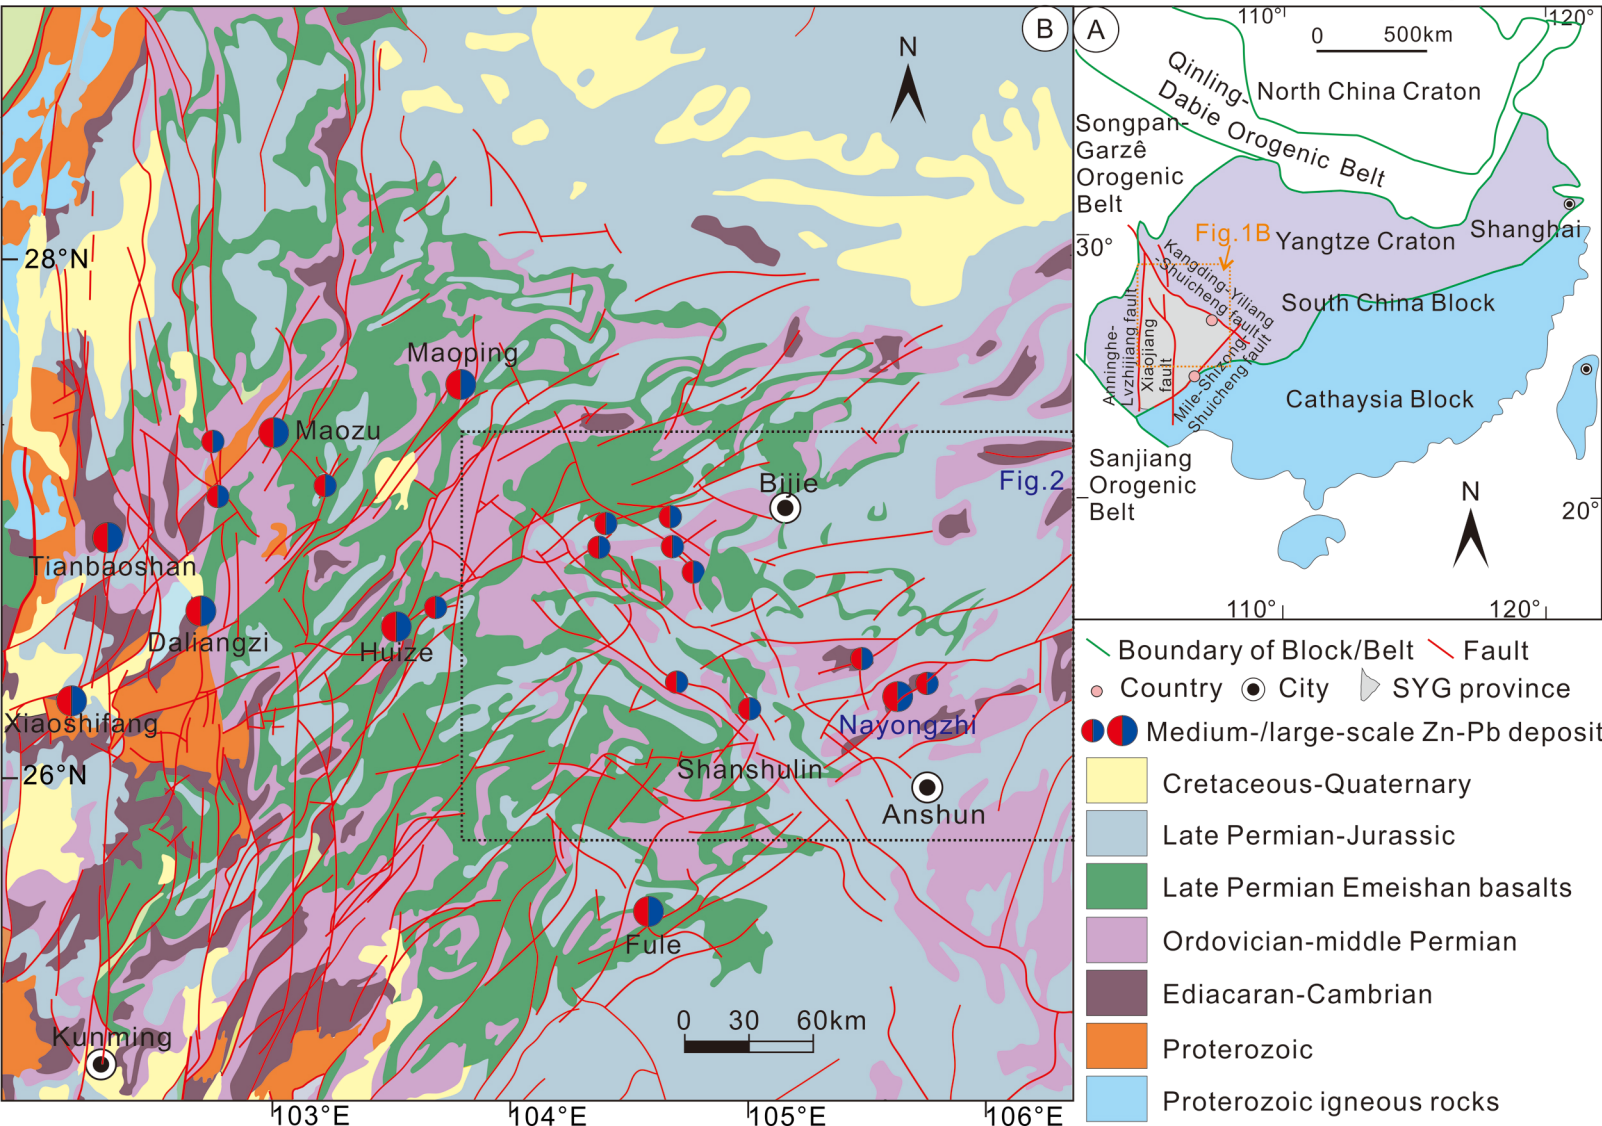 B
N
28°N
Maoping
Maozu
Bijie
Fig.2
Tianbaoshan
Daliangzi
Huize
Xiaoshifang
Nayongzhi
26°N
Shanshulin
Anshun
Fule
0 30 60km
Kunming
103°E 104°E 105°E 106°E
A
110° 120°
0 500km
Qinling-
Dabie Orogenic Belt
North China Craton
Songpan-
Garzê
Orogenic
Belt
30°
Fig.1B
Yangtze Craton
Shanghai
Kangding-Yiliang
-Shuicheng fault
South China Block
Anninghe-
Lvzhijiang fault
Xiaojiang
fault
Mile-Shizong-
Shuicheng fault
Cathaysia Block
Sanjiang
Orogenic
Belt
N
20°
110° 120°
Boundary of Block/Belt Fault
Country City SYG province
Medium-/large-scale Zn-Pb deposit
Cretaceous-Quaternary
Late Permian-Jurassic
Late Permian Emeishan basalts
Ordovician-middle Permian
Ediacaran-Cambrian
Proterozoic
Proterozoic igneous rocks